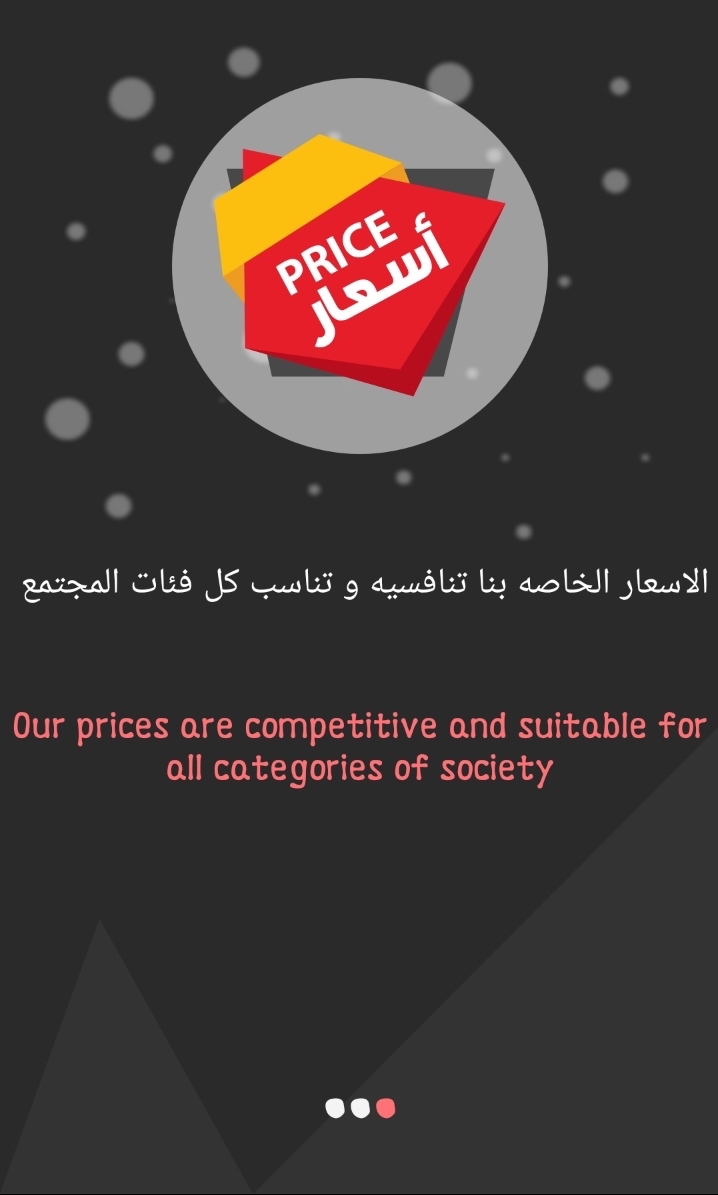 PRICE
أسعار
الاسعار الخاصه بنا تنافسيه و تناسب كل فئات المجتمع
Our prices are competitive and suitable for
all categories of society